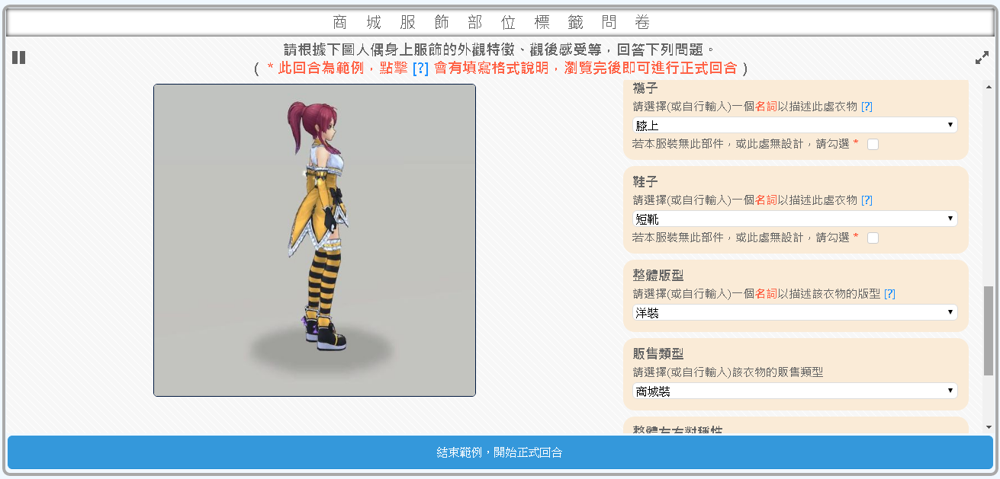 商城服飾部位標籤問卷
請根據下圖人偶身上服飾的外觀特徵、觀後感受等，回答下列問題。
( * 此回合為範例，點擊 [?] 會有填寫格式說明，瀏覽完後即可進行正式回合 )
襪子
請選擇(或自行輸入)一個名詞以描述此處衣物 [?]
膝上
若本服裝無此部件，或此處無設計，請勾選 *
鞋子
請選擇(或自行輸入)一個名詞以描述此處衣物 [?]
短靴
若本服裝無此部件，或此處無設計，請勾選 *
整體版型
請選擇(或自行輸入)一個名詞以描述該衣物的版型 [?]
洋裝
販售類型
請選擇(或自行輸入)該衣物的販售類型
商城裝
整體左右對稱性
結束範例，開始正式回合